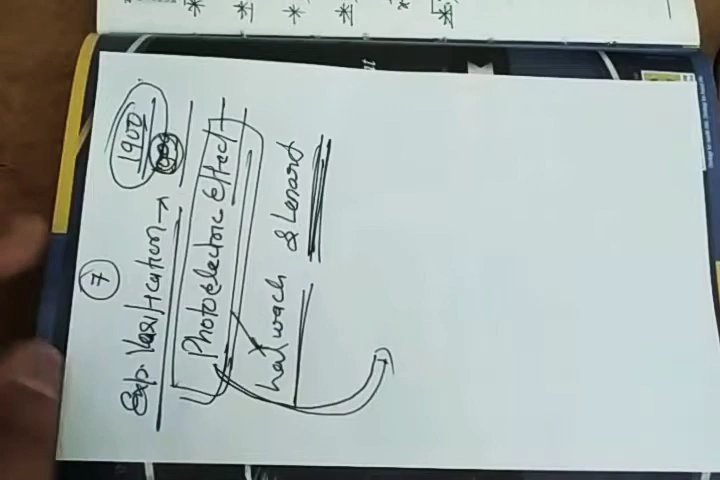 7
Exp. Verification → 1900
Photoelectric Effect
hallwach & Lenard